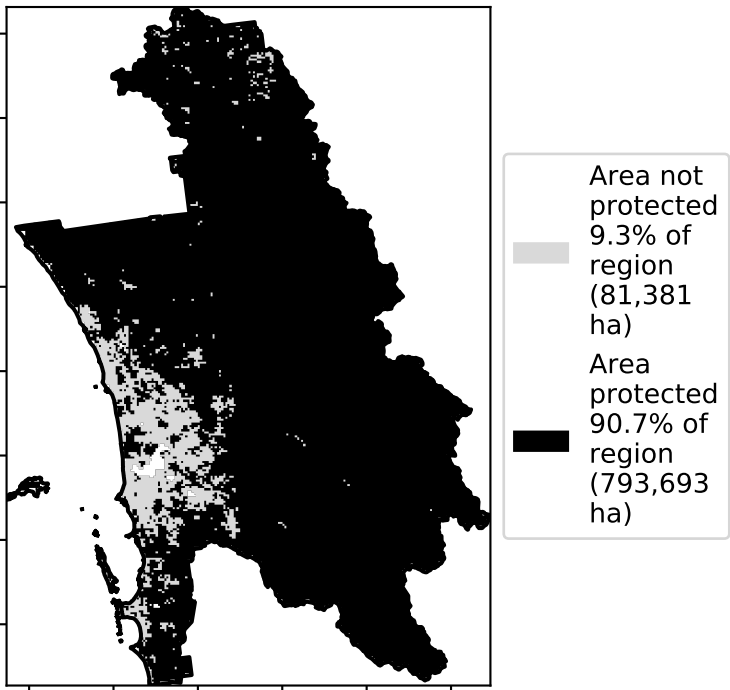 Area not
protected
9.3% of
region
(81,381
ha)
Area
protected
90.7% of
region
(793,693
ha)